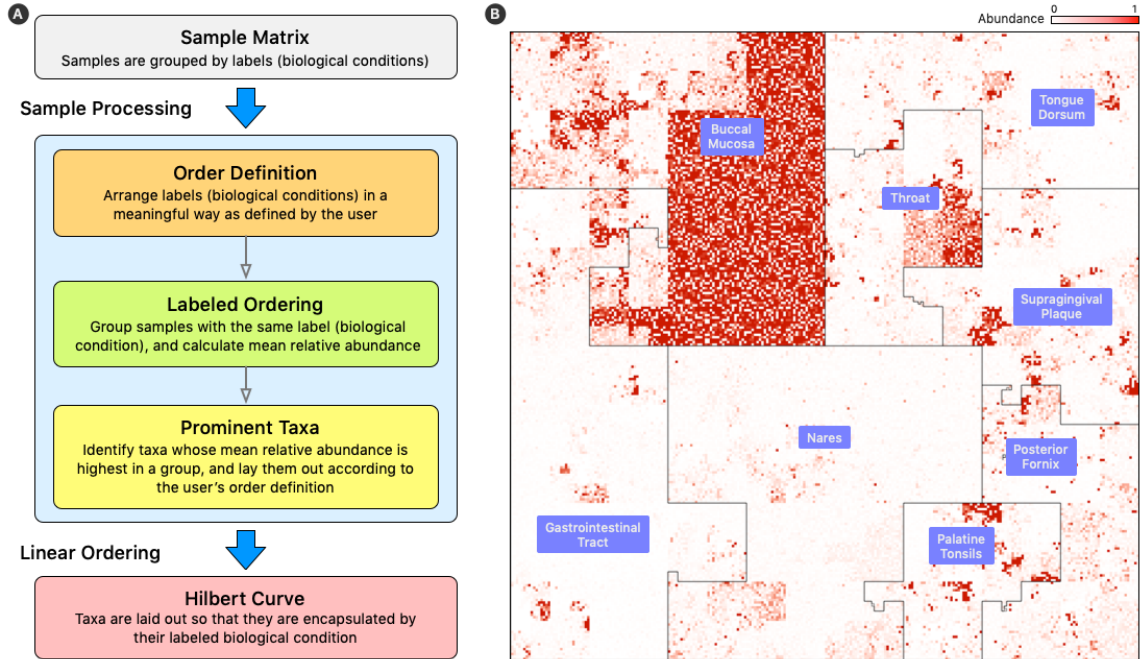 A
Sample Matrix
Samples are grouped by labels (biological conditions)
Sample Processing
Order Definition
Arrange labels (biological conditions) in a
meaningful way as defined by the user
Labeled Ordering
Group samples with the same label (biological
condition), and calculate mean relative abundance
Prominent Taxa
Identify taxa whose mean relative abundance is
highest in a group, and lay them out according to
the user's order definition
Linear Ordering
Hilbert Curve
Taxa are laid out so that they are encapsulated by
their labeled biological condition
B
Abundance
0 1
Buccal
Mucosa
Tongue
Dorsum
Throat
Supragingival
Plaque
Nares
Posterior
Fornix
Gastrointestinal
Tract
Palatine
Tonsils